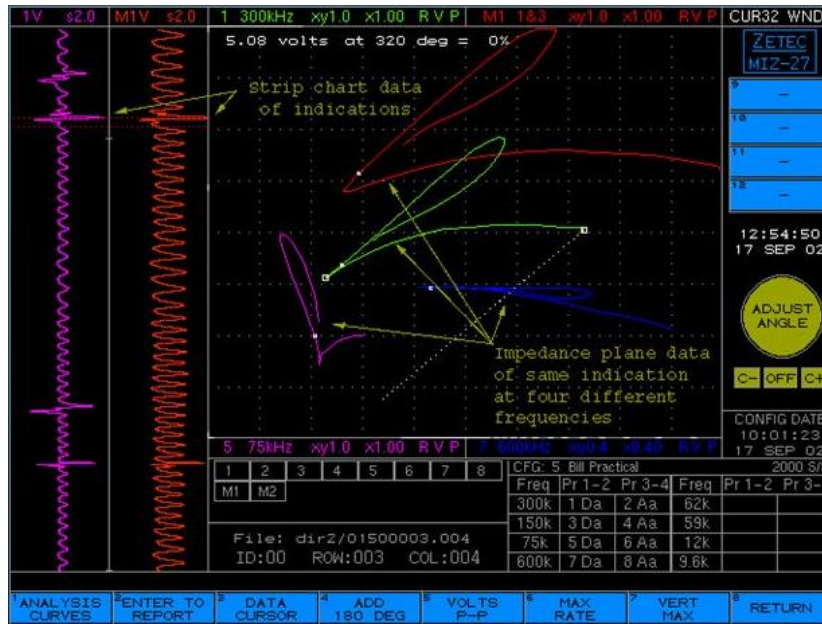 1V s2.0 M1V s2.0 1 300kHz xy1.0 x1.00 R V P M1 1&3 xy1.0 x1.00 R V P CUR32 WND
5.08 volts at 320 deg = 0%
ZETEC
MIZ-27
Strip chart data
of indications
9 –
10 –
11 –
12 –
12:54:50
17 SEP 02
ADJUST
ANGLE
Impedance plane data
of same indication
at four different
frequencies
C- OFF C+
CONFIG DATE
10:01:23
17 SEP 02
5 75kHz xy1.0 x1.00 R V P 7 600kHz xy0.4 x0.40 R V P
1 2 3 4 5 6 7 8
M1 M2
CFG: 5 Bill Practical 2000 S/
Freq Pr 1-2 Pr 3-4 Freq Pr 1-2 Pr 3-
300k 1 Da 2 Aa 62k
150k 3 Da 4 Aa 59k
75k 5 Da 6 Aa 12k
600k 7 Da 8 Aa 9.6k
File: dir2/01500003.004
ID:00 ROW:003 COL:004
1 ANALYSIS CURVES
2 ENTER TO REPORT
3 DATA CURSOR
4 ADD 180 DEG
5 VOLTS P-P
6 MAX RATE
7 VERT MAX
8 RETURN